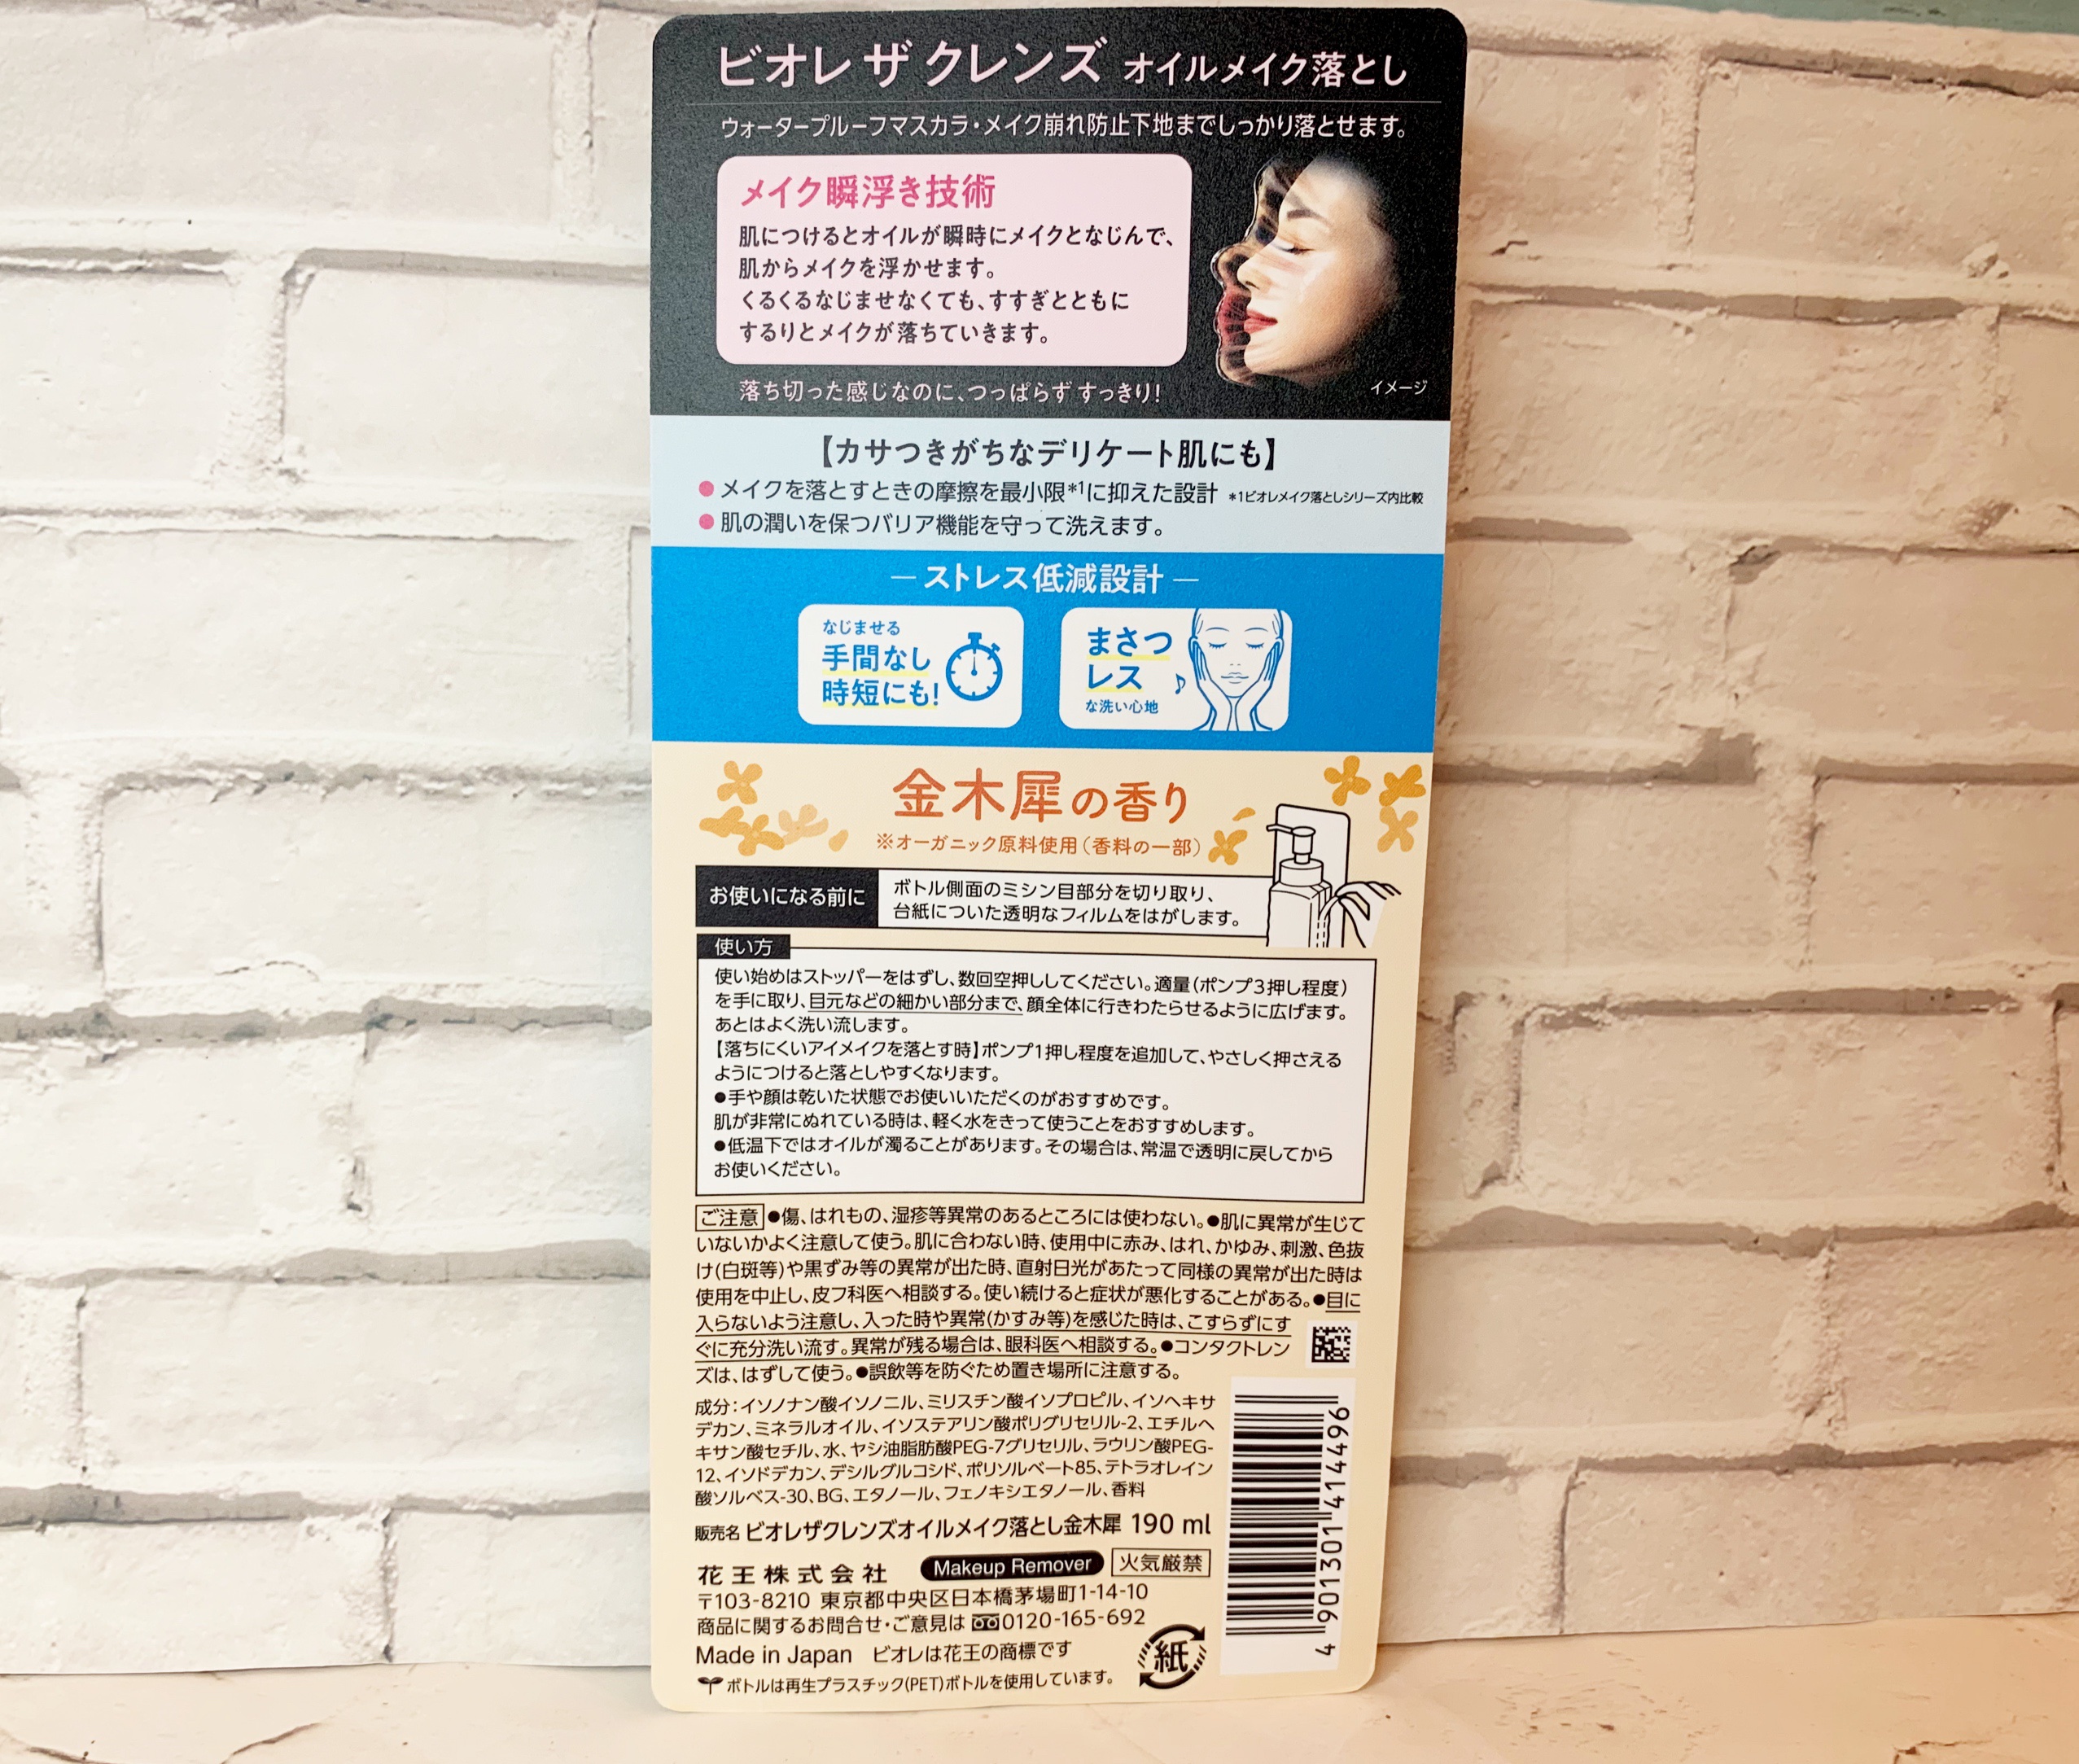 ビオレ ザ クレンズ オイルメイク落とし
ウォータープルーフマスカラ・メイク崩れ防止下地までしっかり落とせます。
メイク瞬浮き技術
肌につけるとオイルが瞬時にメイクとなじんで、
肌からメイクを浮かせます。
くるくるなじませなくても、すすぎとともに
するりとメイクが落ちていきます。
イメージ
落ち切った感じなのに、つっぱらず すっきり!
【カサつきがちなデリケート肌にも】
●メイクを落とすときの摩擦を最小限*1に抑えた設計 *1ビオレメイク落としシリーズ内比較
●肌の潤いを保つバリア機能を守って洗えます。
— ストレス低減設計 —
なじませる
手間なし
時短にも!
まさつ
レス♪
な洗い心地
金木犀の香り
※オーガニック原料使用(香料の一部)
お使いになる前に
ボトル側面のミシン目部分を切り取り、
台紙についた透明なフィルムをはがします。
使い方
使い始めはストッパーをはずし、数回空押ししてください。適量(ポンプ3押し程度)
を手に取り、目元などの細かい部分まで、顔全体に行きわたらせるように広げます。
あとはよく洗い流します。
【落ちにくいアイメイクを落とす時】ポンプ1押し程度を追加して、やさしく押さえる
ようにつけると落としやすくなります。
●手や顔は乾いた状態でお使いいただくのがおすすめです。
肌が非常にぬれている時は、軽く水をきって使うことをおすすめします。
●低温下ではオイルが濁ることがあります。その場合は、常温で透明に戻してから
お使いください。
ご注意 ●傷、はれもの、湿疹等異常のあるところには使わない。●肌に異常が生じて
いないかよく注意して使う。肌に合わない時、使用中に赤み、はれ、かゆみ、刺激、色抜
け(白斑等)や黒ずみ等の異常が出た時、直射日光があたって同様の異常が出た時は
使用を中止し、皮フ科医へ相談する。使い続けると症状が悪化することがある。●目に
入らないよう注意し、入った時や異常(かすみ等)を感じた時は、こすらずにす
ぐに充分洗い流す。異常が残る場合は、眼科医へ相談する。●コンタクトレン
ズは、はずして使う。●誤飲等を防ぐため置き場所に注意する。
成分:イソノナン酸イソノニル、ミリスチン酸イソプロピル、イソヘキサ
デカン、ミネラルオイル、イソステアリン酸ポリグリセリル-2、エチルヘ
キサン酸セチル、水、ヤシ油脂肪酸PEG-7グリセリル、ラウリン酸PEG-
12、イソドデカン、デシルグルコシド、ポリソルベート85、テトラオレイン
酸ソルベス-30、BG、エタノール、フェノキシエタノール、香料
販売名 ビオレザクレンズオイルメイク落とし金木犀 190 ml
花王株式会社 Makeup Remover 火気厳禁
〒103-8210 東京都中央区日本橋茅場町1-14-10
商品に関するお問合せ・ご意見は 0120-165-692
Made in Japan ビオレは花王の商標です
ボトルは再生プラスチック(PET)ボトルを使用しています。
紙
4 901301 414496